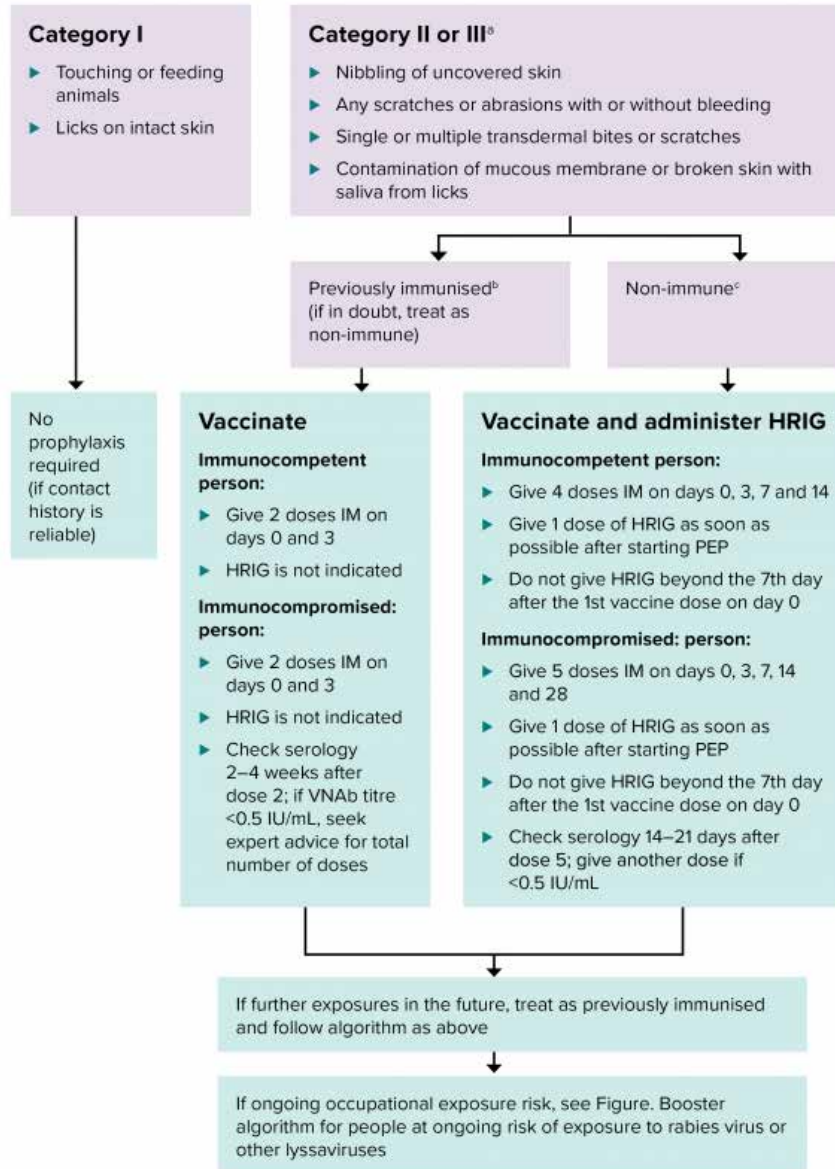 Category I
▶ Touching or feeding
animals
▶ Licks on intact skin
Category II or IIIª
▶ Nibbling of uncovered skin
▶ Any scratches or abrasions with or without bleeding
▶ Single or multiple transdermal bites or scratches
▶ Contamination of mucous membrane or broken skin with
saliva from licks
Previously immunisedᵇ
(if in doubt, treat as
non-immune)
Non-immuneᶜ
No
prophylaxis
required
(if contact
history is
reliable)
Vaccinate
Immunocompetent
person:
▶ Give 2 doses IM on
days 0 and 3
▶ HRIG is not indicated
Immunocompromised:
person:
▶ Give 2 doses IM on
days 0 and 3
▶ HRIG is not indicated
▶ Check serology
2–4 weeks after
dose 2; if VNAb titre
<0.5 IU/mL, seek
expert advice for total
number of doses
Vaccinate and administer HRIG
Immunocompetent person:
▶ Give 4 doses IM on days 0, 3, 7 and 14
▶ Give 1 dose of HRIG as soon as
possible after starting PEP
▶ Do not give HRIG beyond the 7th day
after the 1st vaccine dose on day 0
Immunocompromised: person:
▶ Give 5 doses IM on days 0, 3, 7, 14
and 28
▶ Give 1 dose of HRIG as soon as
possible after starting PEP
▶ Do not give HRIG beyond the 7th day
after the 1st vaccine dose on day 0
▶ Check serology 14–21 days after
dose 5; give another dose if
<0.5 IU/mL
If further exposures in the future, treat as previously immunised
and follow algorithm as above
If ongoing occupational exposure risk, see Figure. Booster
algorithm for people at ongoing risk of exposure to rabies virus or
other lyssaviruses